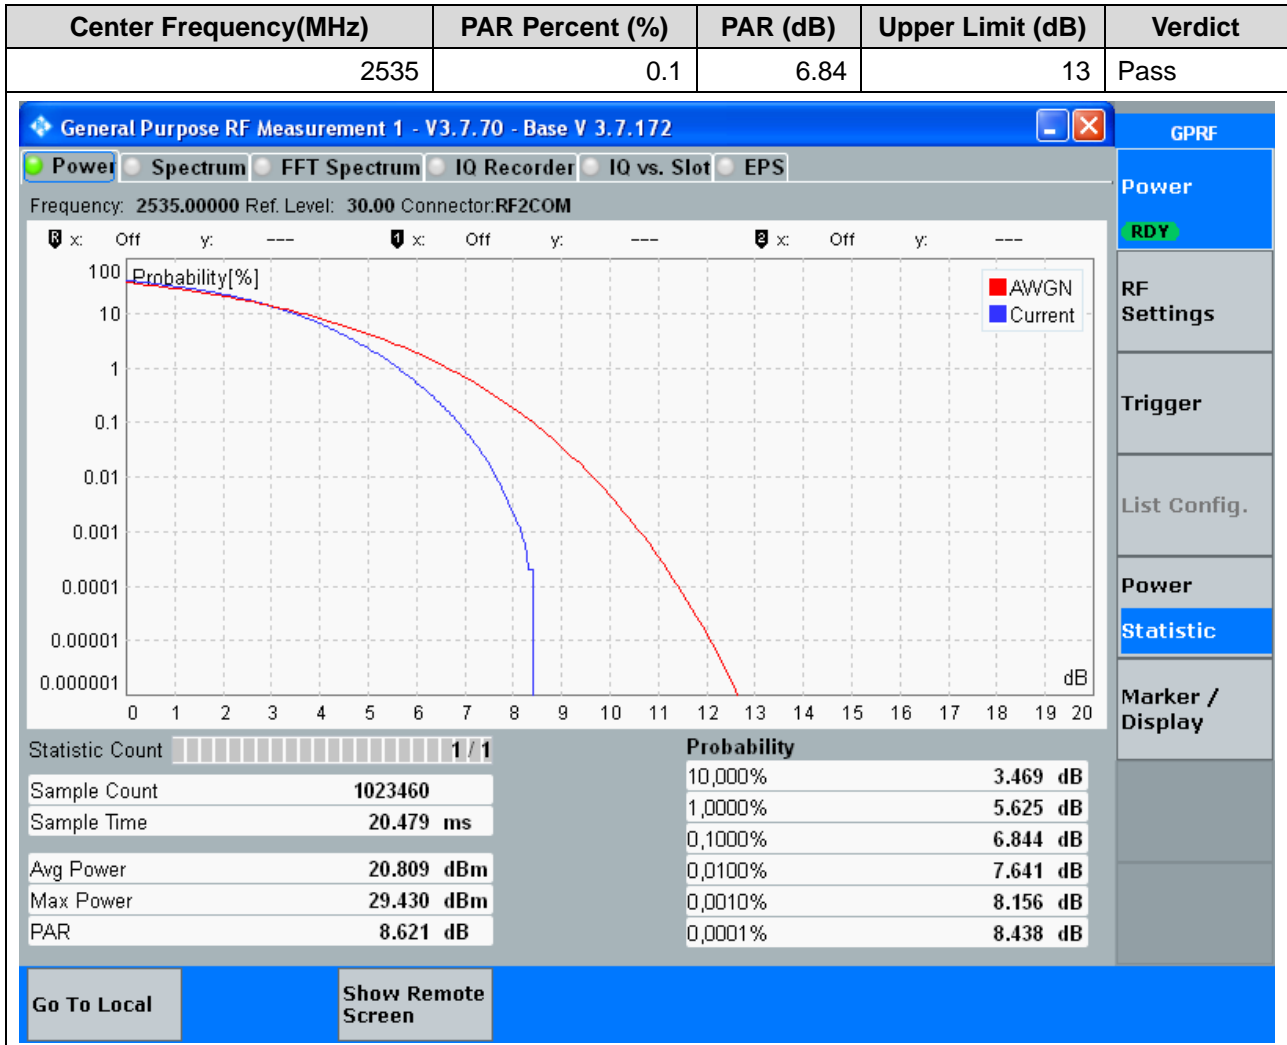 Center Frequency(MHz) PAR Percent (%) PAR (dB) Upper Limit (dB) Verdict
2535 0.1 6.84 13 Pass
General Purpose RF Measurement 1 - V3.7.70 - Base V 3.7.172
GPRF
Power Spectrum FFT Spectrum IQ Recorder IQ vs. Slot EPS
Power
RDY
Frequency: 2535.00000 Ref. Level: 30.00 Connector:RF2COM
R x: Off y: --- 1 x: Off y: --- 2 x: Off y: ---
Probability[%]
AWGN
Current
100
10
1
0.1
0.01
0.001
0.0001
0.00001
0.000001
dB
0 1 2 3 4 5 6 7 8 9 10 11 12 13 14 15 16 17 18 19 20
RF
Settings
Trigger
List Config.
Power
Statistic
Marker /
Display
Statistic Count 1 / 1
Sample Count 1023460
Sample Time 20.479 ms
Avg Power 20.809 dBm
Max Power 29.430 dBm
PAR 8.621 dB
Probability
10,000% 3.469 dB
1,0000% 5.625 dB
0,1000% 6.844 dB
0,0100% 7.641 dB
0,0010% 8.156 dB
0,0001% 8.438 dB
Go To Local
Show Remote
Screen